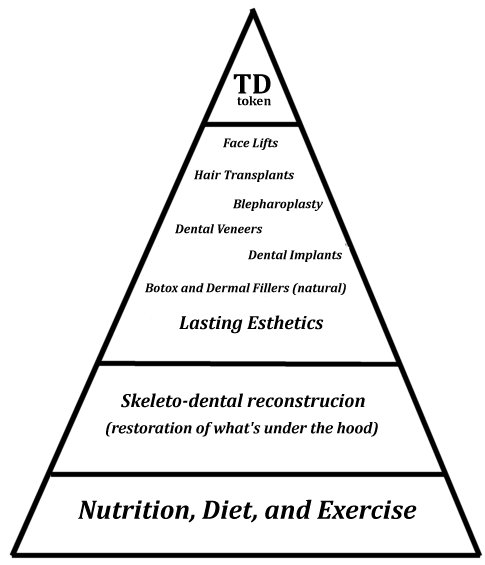 TD
token
Face Lifts
Hair Transplants
Blepharoplasty
Dental Veneers
Dental Implants
Botox and Dermal Fillers (natural)
Lasting Esthetics
Skeleto-dental reconstrucion
(restoration of what's under the hood)
Nutrition, Diet, and Exercise